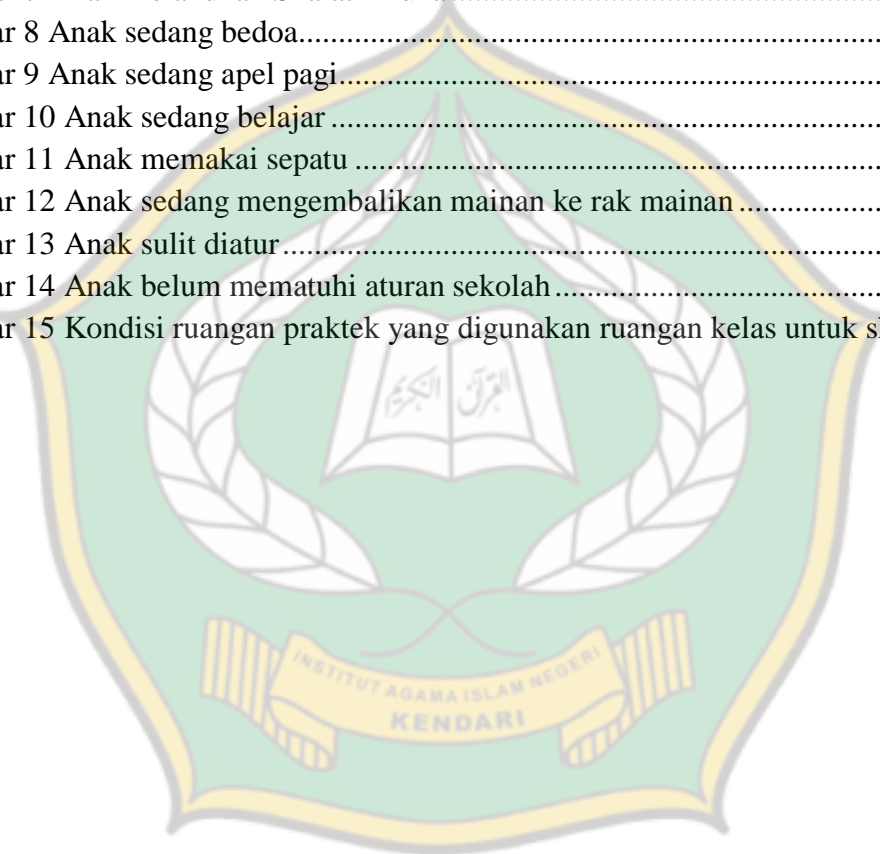 ar 8 Anak sedang bedoa
ar 9 Anak sedang apel pagi
ar 10 Anak sedang belajar
ar 11 Anak memakai sepatu
ar 12 Anak sedang mengembalikan mainan ke rak mainan
ar 13 Anak sulit diatur
ar 14 Anak belum mematuhi aturan sekolah
ar 15 Kondisi ruangan praktek yang digunakan ruangan kelas untuk s
القرآن الكريم
INSTITUT AGAMA ISLAM NEGERI
KENDARI